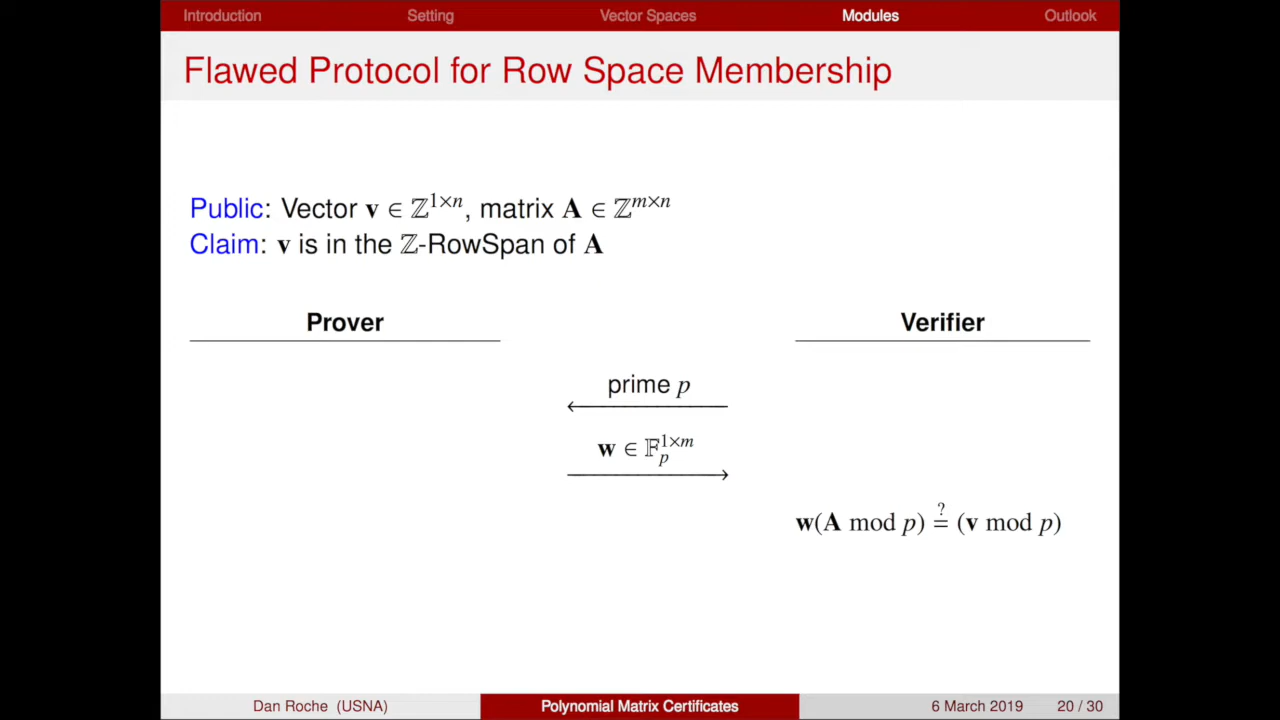 Introduction Setting Vector Spaces Modules Outlook
Flawed Protocol for Row Space Membership
Public: Vector v ∈ ℤ^{1×n}, matrix A ∈ ℤ^{m×n}
Claim: v is in the ℤ-RowSpan of A
Prover Verifier
prime p
←
w ∈ 𝔽_p^{1×m}
→
w(A mod p) ≟ (v mod p)
Dan Roche (USNA) Polynomial Matrix Certificates 6 March 2019 20 / 30